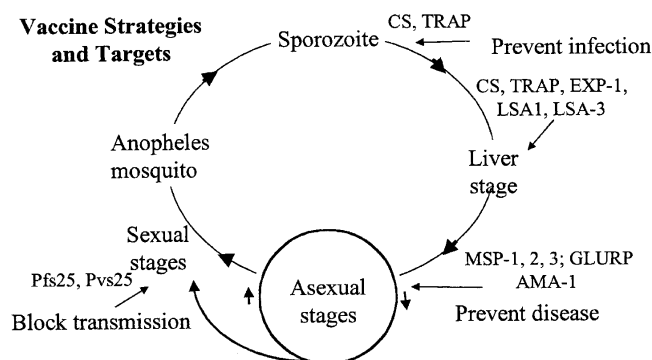 Vaccine Strategies
and Targets
Sporozoite
CS, TRAP
Prevent infection
CS, TRAP, EXP-1,
LSA1, LSA-3
Anopheles
mosquito
Liver
stage
Sexual
stages
MSP-1, 2, 3; GLURP
AMA-1
Pfs25, Pvs25
Asexual
stages
Block transmission
Prevent disease